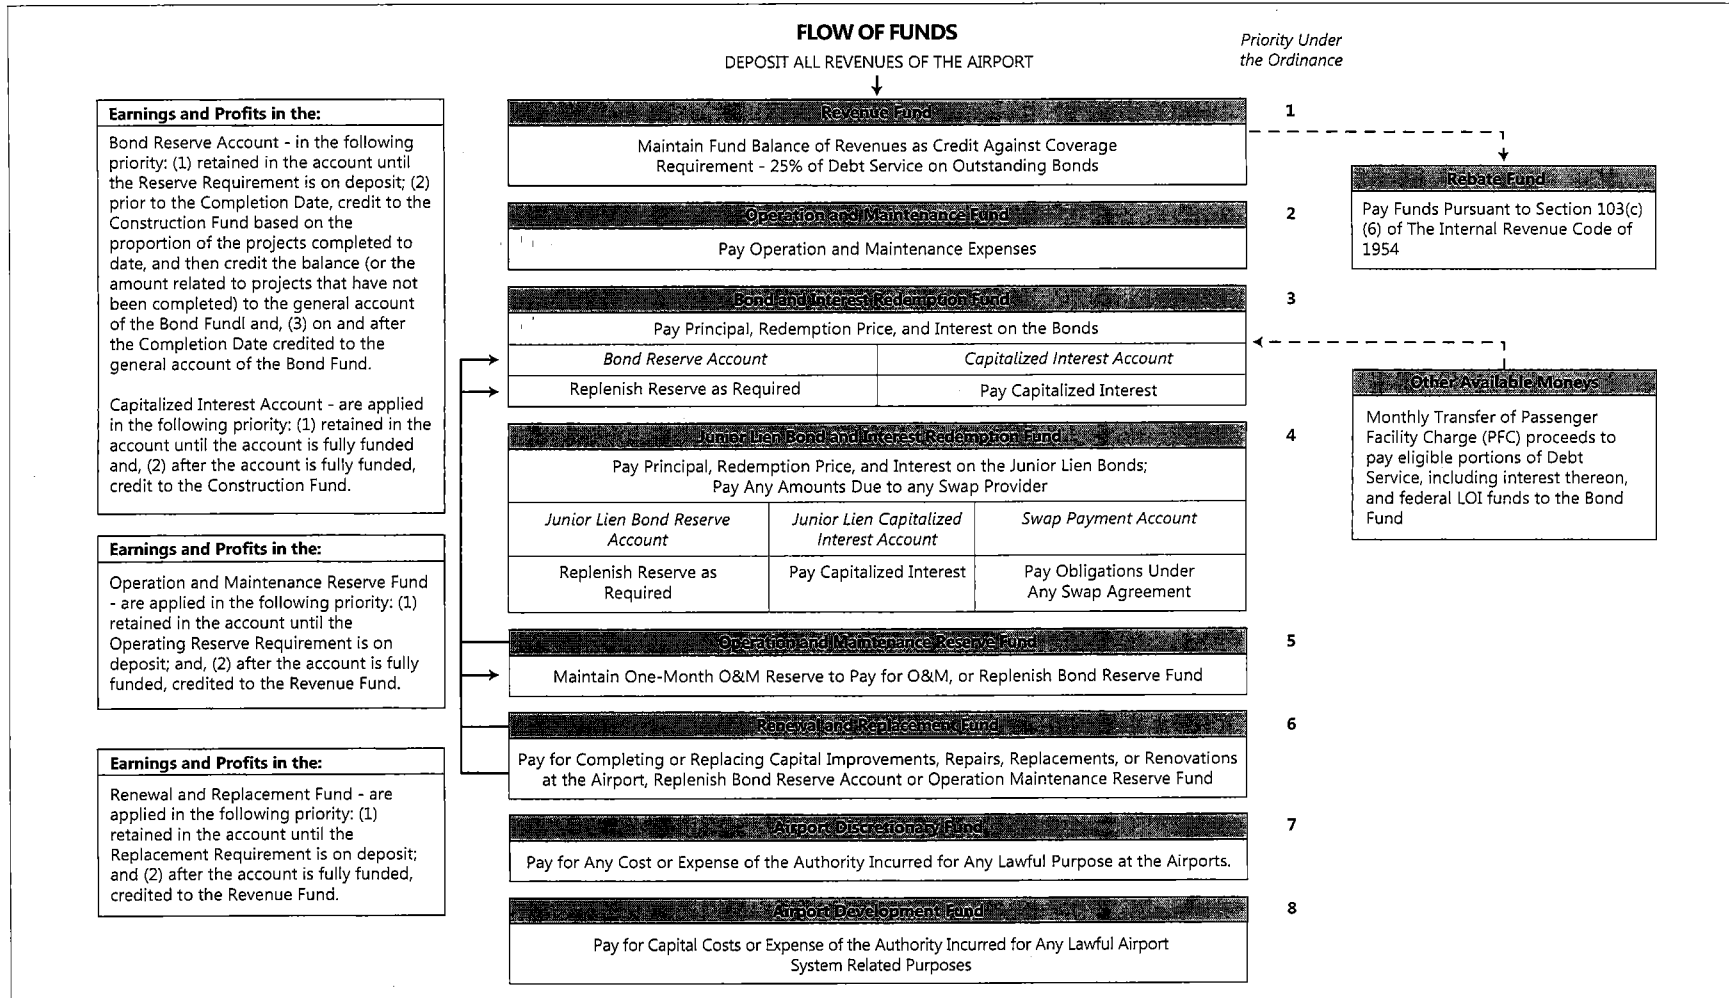 FLOW OF FUNDS
DEPOSIT ALL REVENUES OF THE AIRPORT
Priority Under
the Ordinance
Earnings and Profits in the:
Bond Reserve Account - in the following
priority: (1) retained in the account until
the Reserve Requirement is on deposit; (2)
prior to the Completion Date, credit to the
Construction Fund based on the
proportion of the projects completed to
date, and then credit the balance (or the
amount related to projects that have not
been completed) to the general account
of the Bond Fundl and, (3) on and after
the Completion Date credited to the
general account of the Bond Fund.
Capitalized Interest Account - are applied
in the following priority: (1) retained in the
account until the account is fully funded
and, (2) after the account is fully funded,
credit to the Construction Fund.
Earnings and Profits in the:
Operation and Maintenance Reserve Fund
- are applied in the following priority: (1)
retained in the account until the
Operating Reserve Requirement is on
deposit; and, (2) after the account is fully
funded, credited to the Revenue Fund.
Earnings and Profits in the:
Renewal and Replacement Fund - are
applied in the following priority: (1)
retained in the account until the
Replacement Requirement is on deposit;
and (2) after the account is fully funded,
credited to the Revenue Fund.
Revenue Fund
1
Maintain Fund Balance of Revenues as Credit Against Coverage
Requirement - 25% of Debt Service on Outstanding Bonds
Operation and Maintenance Fund
2
Pay Operation and Maintenance Expenses
Bond and Interest Redemption Fund
3
Pay Principal, Redemption Price, and Interest on the Bonds
Bond Reserve Account
Capitalized Interest Account
Replenish Reserve as Required
Pay Capitalized Interest
Junior Lien Bond and Interest Redemption Fund
4
Pay Principal, Redemption Price, and Interest on the Junior Lien Bonds;
Pay Any Amounts Due to any Swap Provider
Junior Lien Bond Reserve
Account
Junior Lien Capitalized
Interest Account
Swap Payment Account
Replenish Reserve as
Required
Pay Capitalized Interest
Pay Obligations Under
Any Swap Agreement
Operation and Maintenance Reserve Fund
5
Maintain One-Month O&M Reserve to Pay for O&M, or Replenish Bond Reserve Fund
Renewal and Replacement Fund
6
Pay for Completing or Replacing Capital Improvements, Repairs, Replacements, or Renovations
at the Airport, Replenish Bond Reserve Account or Operation Maintenance Reserve Fund
Airport Discretionary Fund
7
Pay for Any Cost or Expense of the Authority Incurred for Any Lawful Purpose at the Airports.
Airport Development Fund
8
Pay for Capital Costs or Expense of the Authority Incurred for Any Lawful Airport
System Related Purposes
Rebate Fund
Pay Funds Pursuant to Section 103(c)
(6) of The Internal Revenue Code of
1954
Other Available Moneys
Monthly Transfer of Passenger
Facility Charge (PFC) proceeds to
pay eligible portions of Debt
Service, including interest thereon,
and federal LOI funds to the Bond
Fund